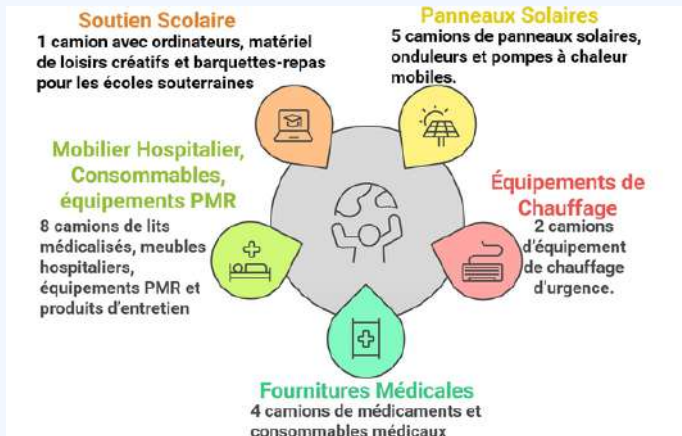 Soutien Scolaire
1 camion avec ordinateurs, matériel
de loisirs créatifs et barquettes-repas
pour les écoles souterraines
Panneaux Solaires
5 camions de panneaux solaires,
onduleurs et pompes à chaleur
mobiles.
Mobilier Hospitalier,
Consommables,
équipements PMR
8 camions de lits
médicalisés, meubles
hospitaliers,
équipements PMR et
produits d'entretien
Équipements de
Chauffage
2 camions
d'équipement
de chauffage
d'urgence.
Fournitures Médicales
4 camions de médicaments et
consommables médicaux